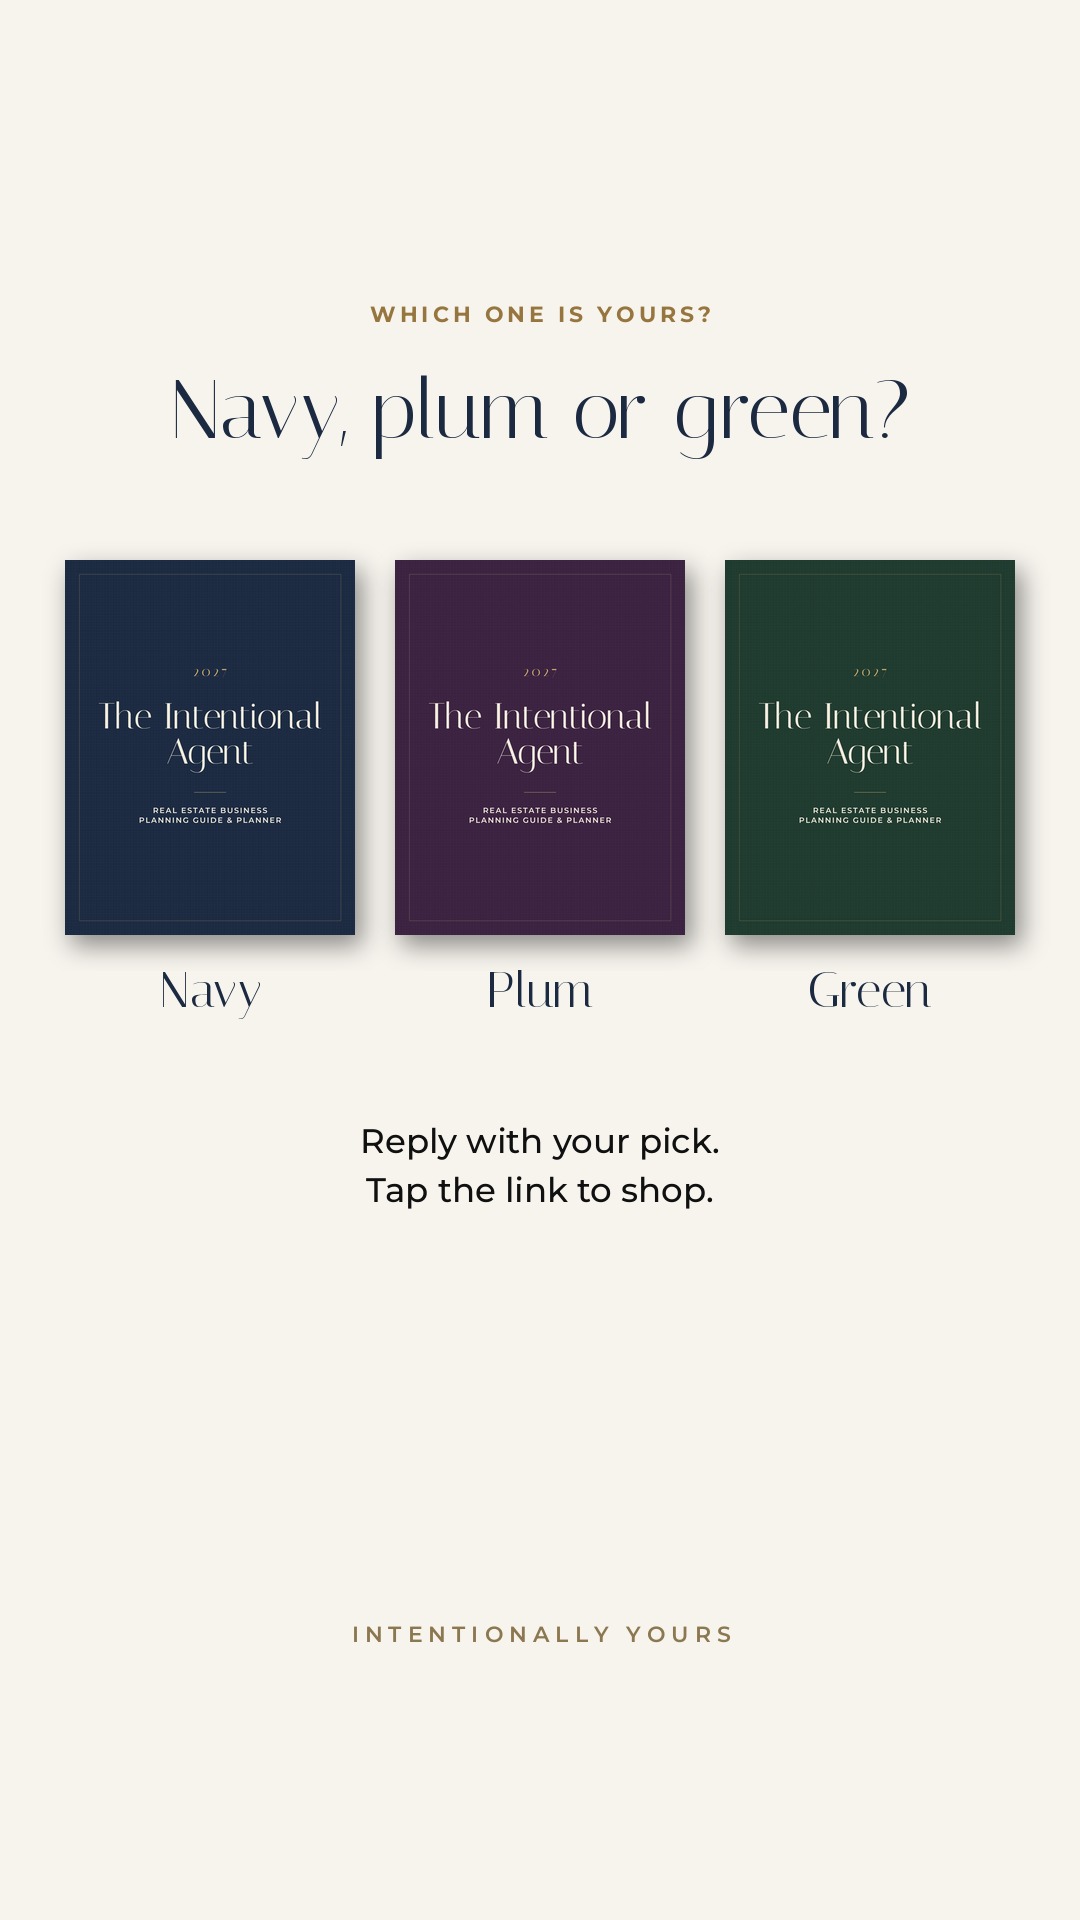 WHICH ONE IS YOURS?
Navy, plum or green?
2027
The Intentional
Agent
REAL ESTATE BUSINESS
PLANNING GUIDE & PLANNER
2027
The Intentional
Agent
REAL ESTATE BUSINESS
PLANNING GUIDE & PLANNER
2027
The Intentional
Agent
REAL ESTATE BUSINESS
PLANNING GUIDE & PLANNER
Navy
Plum
Green
Reply with your pick.
Tap the link to shop.
INTENTIONALLY YOURS